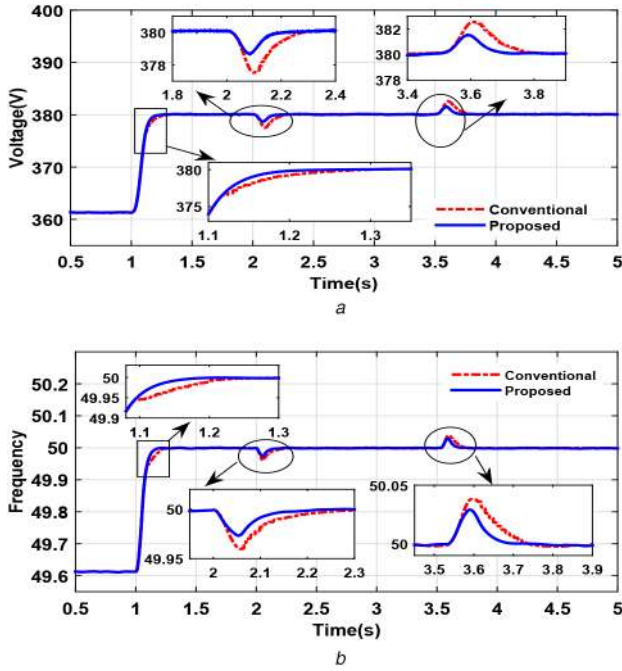 400
390
380
370
360
Voltage(V)
380
377
1.8 2 2.2 2.4
383
382
380
378
3.4 3.6 3.8
380
375
1.1 1.2 1.3
Conventional
Proposed
0.5 1 1.5 2 2.5 3 3.5 4 4.5 5
Time(s)
a
50.2
50.1
50
49.9
49.8
49.7
49.6
Frequency
50
49.95
49.9
1.1 1.2 1.3
Conventional
Proposed
50
49.95
2 2.1 2.2 2.3
50.05
50
3.5 3.6 3.7 3.8 3.9
0.5 1 1.5 2 2.5 3 3.5 4 4.5 5
Time(s)
b